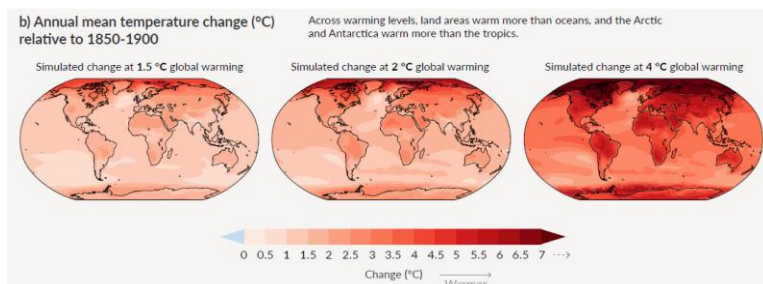 b) Annual mean temperature change (°C)
relative to 1850-1900
Across warming levels, land areas warm more than oceans, and the Arctic
and Antarctica warm more than the tropics.
Simulated change at 1.5 °C global warming
Simulated change at 2 °C global warming
Simulated change at 4 °C global warming
0 0.5 1 1.5 2 2.5 3 3.5 4 4.5 5 5.5 6 6.5 7
Change (°C)
Warmer